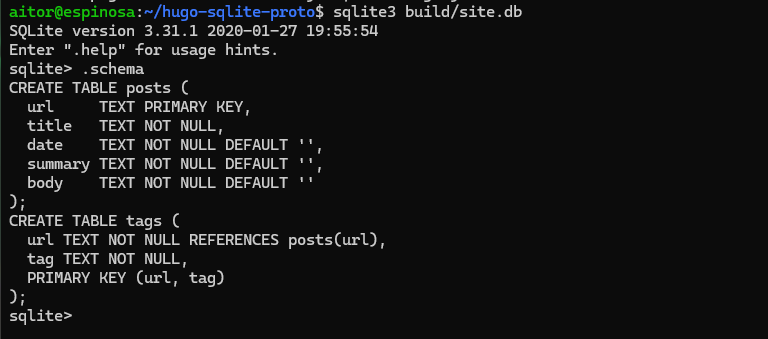 aitor@espinosa:~/hugo-sqlite-proto$ sqlite3 build/site.db
SQLite version 3.31.1 2020-01-27 19:55:54
Enter ".help" for usage hints.
sqlite> .schema
CREATE TABLE posts (
  url     TEXT PRIMARY KEY,
  title   TEXT NOT NULL,
  date    TEXT NOT NULL DEFAULT '',
  summary TEXT NOT NULL DEFAULT '',
  body    TEXT NOT NULL DEFAULT ''
);
CREATE TABLE tags (
  url TEXT NOT NULL REFERENCES posts(url),
  tag TEXT NOT NULL,
  PRIMARY KEY (url, tag)
);
sqlite>